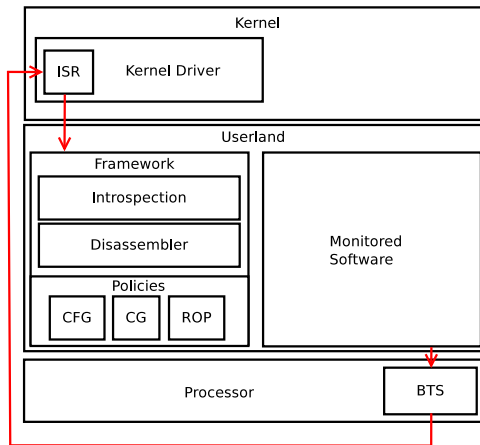 Kernel
ISR
Kernel Driver
Userland
Framework
Introspection
Disassembler
Policies
CFG
CG
ROP
Monitored
Software
Processor
BTS